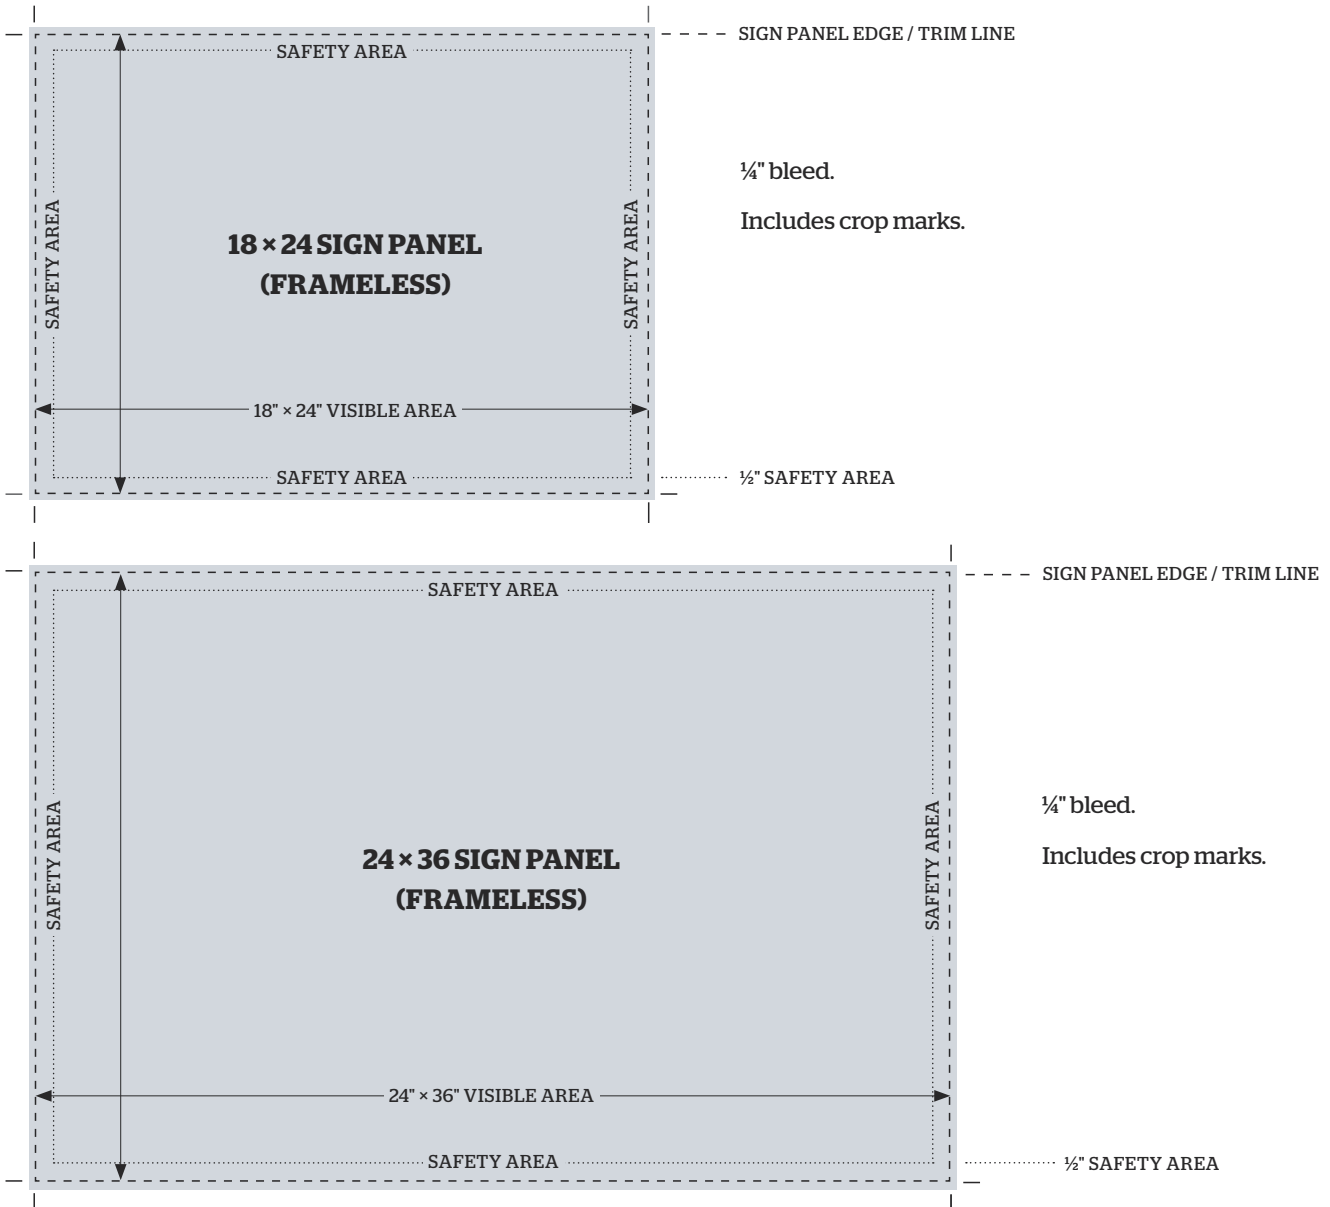 SIGN PANEL EDGE / TRIM LINE
SAFETY AREA
¼" bleed.
Includes crop marks.
SAFETY AREA
SAFETY AREA
18 × 24 SIGN PANEL
(FRAMELESS)
18" × 24" VISIBLE AREA
SAFETY AREA
½" SAFETY AREA
SIGN PANEL EDGE / TRIM LINE
SAFETY AREA
¼" bleed.
Includes crop marks.
SAFETY AREA
SAFETY AREA
24 × 36 SIGN PANEL
(FRAMELESS)
24" × 36" VISIBLE AREA
SAFETY AREA
½" SAFETY AREA